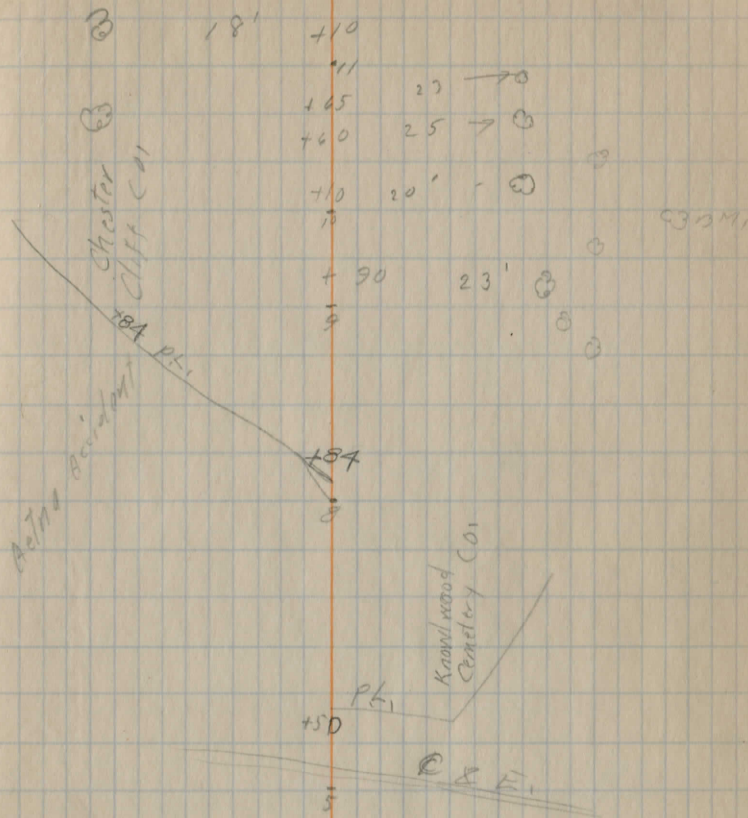 18' +10
11
+65 23
+60 25
+10 20'
10
+90 23'
9
Chester
Cliff Co.
+84 P.L.
Aetna Accident
+84
8
Knowlwood
Cemetery Co.
P.L.
+50
5